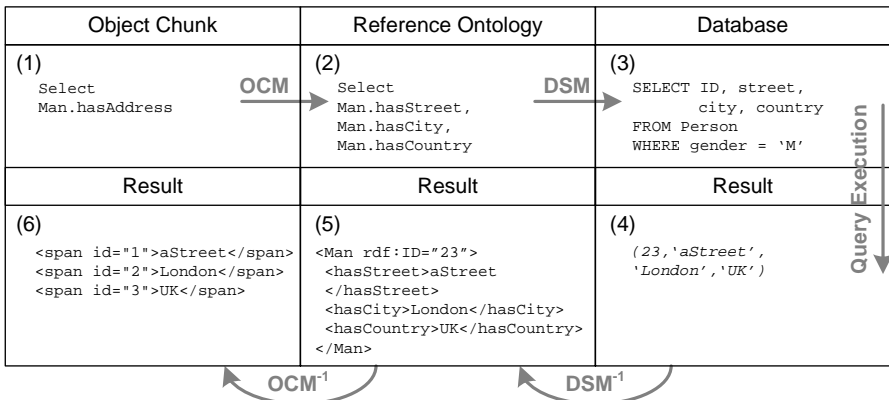 Object Chunk
Reference Ontology
Database
(1)
Select
Man.hasAddress
OCM
(2)
Select
Man.hasStreet,
Man.hasCity,
Man.hasCountry
DSM
(3)
SELECT ID, street,
city, country
FROM Person
WHERE gender = ‘M’
Query Execution
Result
Result
Result
(6)
<span id="1">aStreet</span>
<span id="2">London</span>
<span id="3">UK</span>
(5)
<Man rdf:ID=”23”>
<hasStreet>aStreet
</hasStreet>
<hasCity>London</hasCity>
<hasCountry>UK</hasCountry>
</Man>
(4)
(23,‘aStreet’,
‘London’,‘UK’)
OCM-1
DSM-1